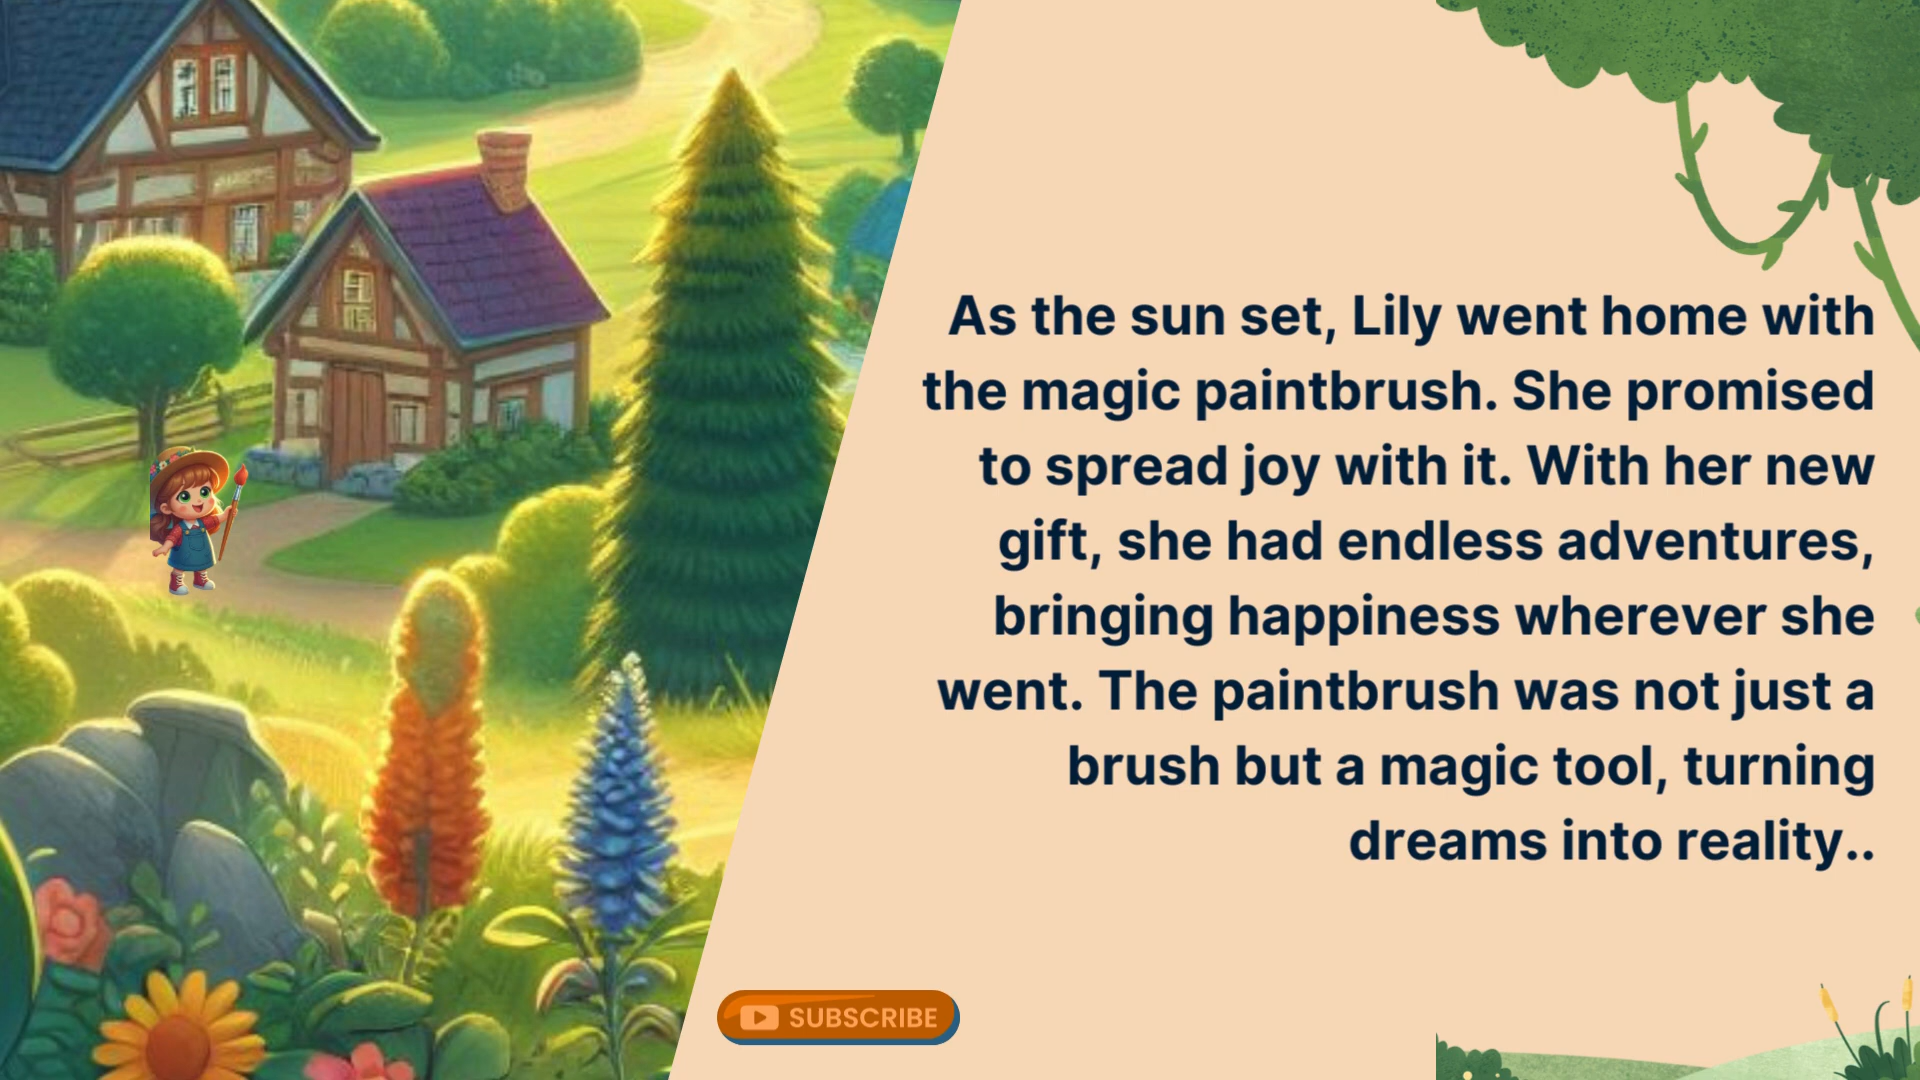 As the sun set, Lily went home with
the magic paintbrush. She promised
to spread joy with it. With her new
gift, she had endless adventures,
bringing happiness wherever she
went. The paintbrush was not just a
brush but a magic tool, turning
dreams into reality..
SUBSCRIBE